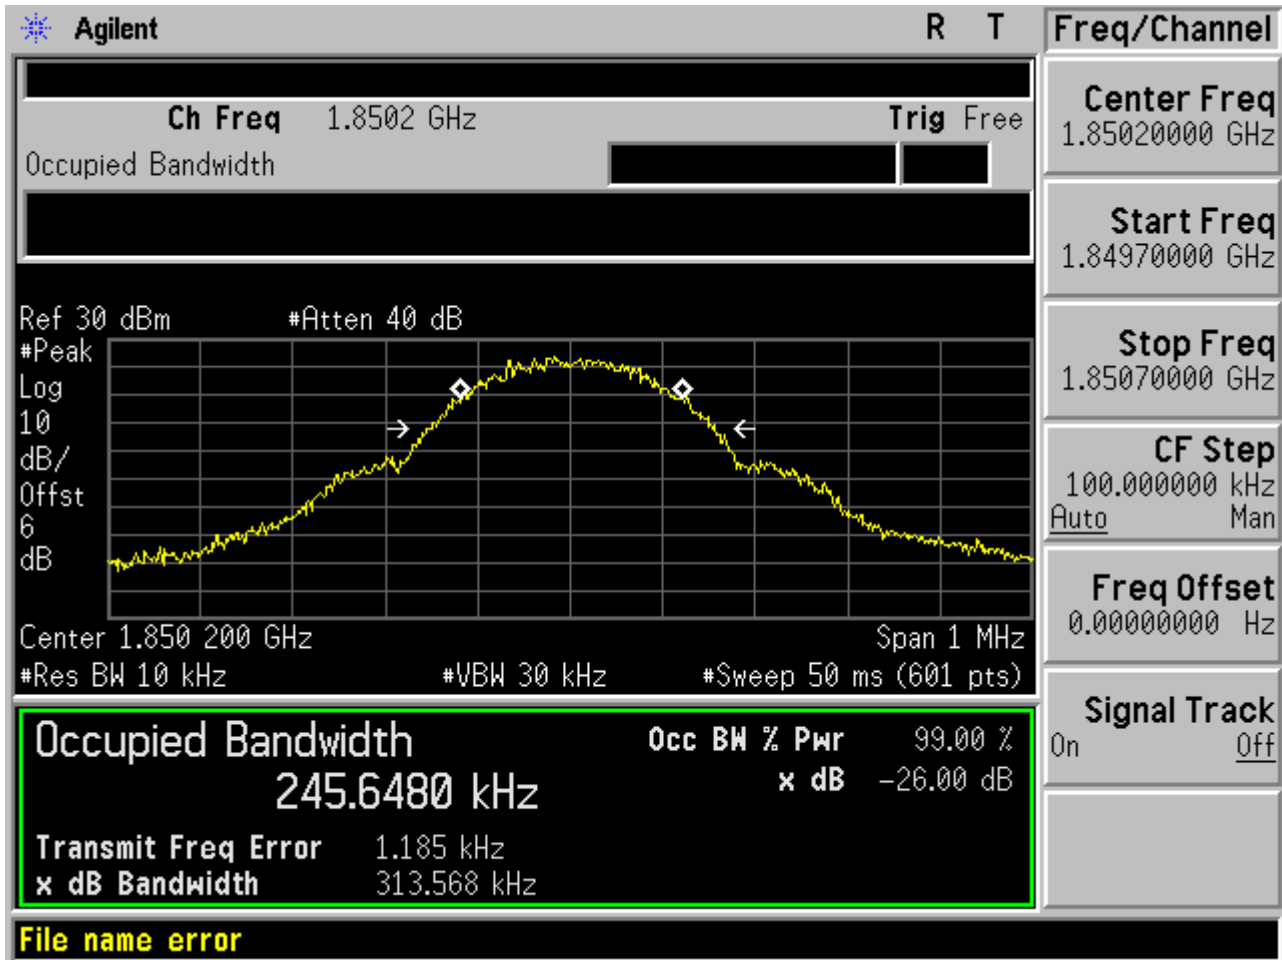 Agilent R T Freq/Channel
Ch Freq 1.8502 GHz Trig Free
Occupied Bandwidth
Center Freq
1.85020000 GHz
Start Freq
1.84970000 GHz
Stop Freq
1.85070000 GHz
CF Step
100.000000 kHz
Auto Man
Freq Offset
0.00000000 Hz
Signal Track
On Off
Ref 30 dBm #Atten 40 dB
#Peak
Log
10
dB/
Offst
6
dB
Center 1.850 200 GHz Span 1 MHz
#Res BW 10 kHz #VBW 30 kHz #Sweep 50 ms (601 pts)
Occupied Bandwidth Occ BW % Pwr 99.00 %
245.6480 kHz x dB -26.00 dB
Transmit Freq Error 1.185 kHz
x dB Bandwidth 313.568 kHz
File name error